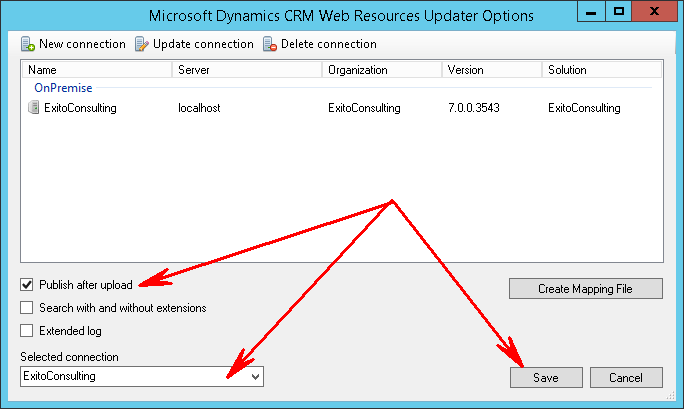 Microsoft Dynamics CRM Web Resources Updater Options
New connection Update connection Delete connection
Name Server Organization Version Solution
OnPremise
ExitoConsulting localhost ExitoConsulting 7.0.0.3543 ExitoConsulting
Publish after upload
Create Mapping File
Search with and without extensions
Extended log
Selected connection
ExitoConsulting
Save Cancel